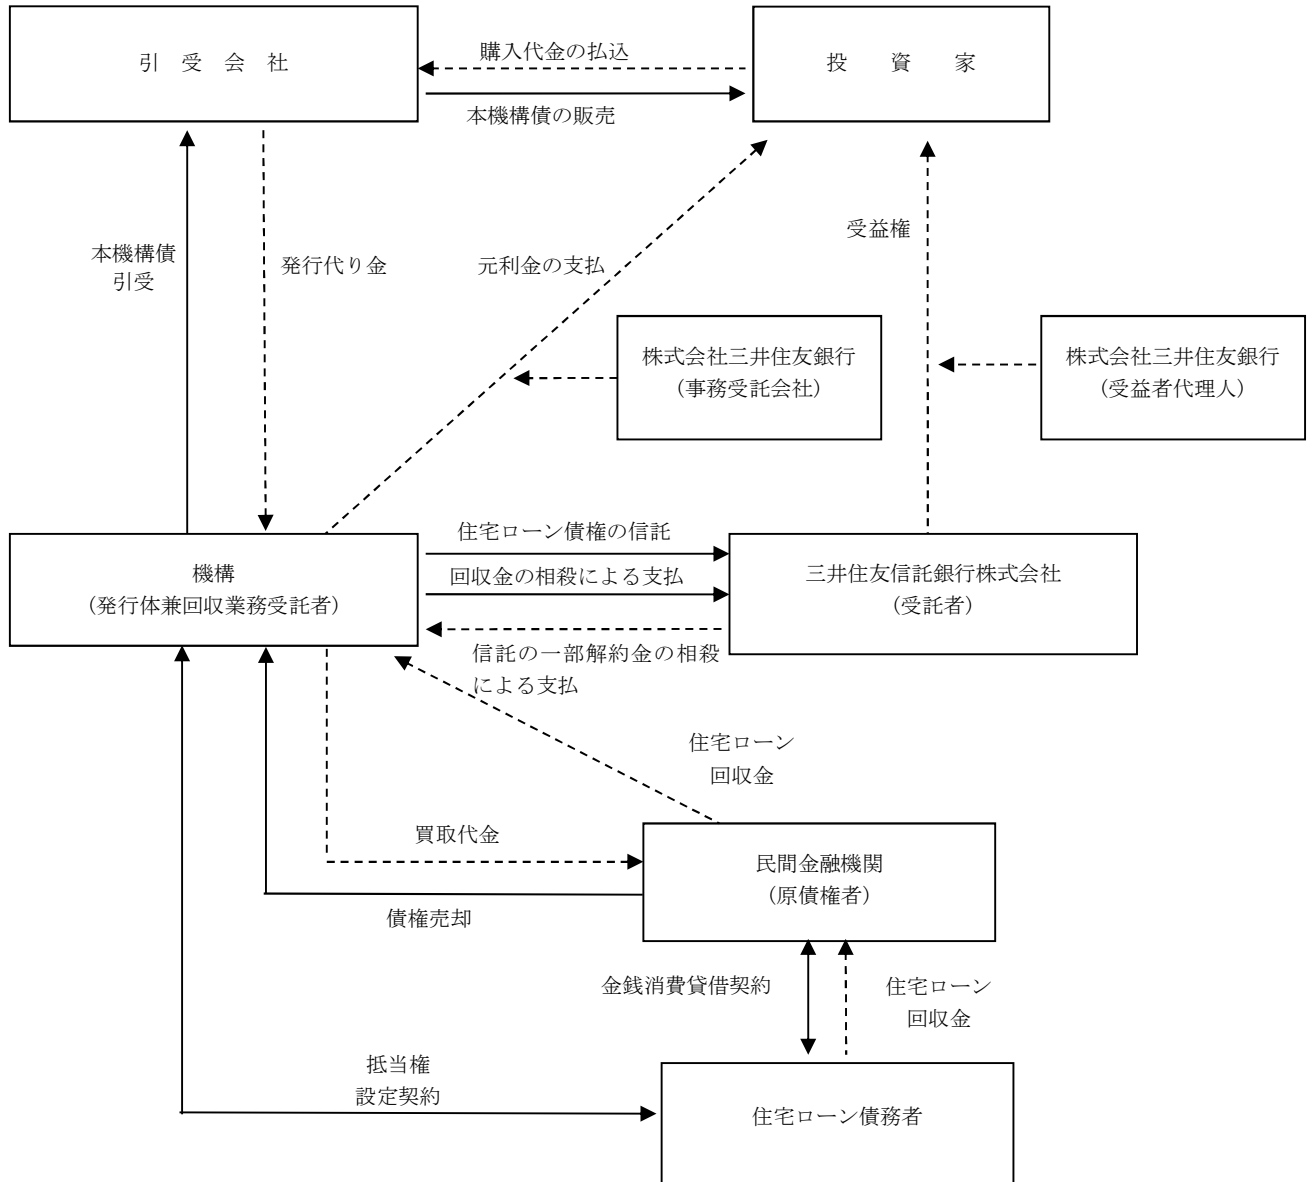 引 受 会 社
購入代金の払込
投 資 家
本機構債の販売
受益権
本機構債
引受
発行代り金
元利金の支払
株式会社三井住友銀行
（事務受託会社）
株式会社三井住友銀行
（受益者代理人）
住宅ローン債権の信託
機構
（発行体兼回収業務受託者）
回収金の相殺による支払
三井住友信託銀行株式会社
（受託者）
信託の一部解約金の相殺
による支払
住宅ローン
回収金
買取代金
民間金融機関
（原債権者）
債権売却
金銭消費貸借契約
住宅ローン
回収金
抵当権
設定契約
住宅ローン債務者